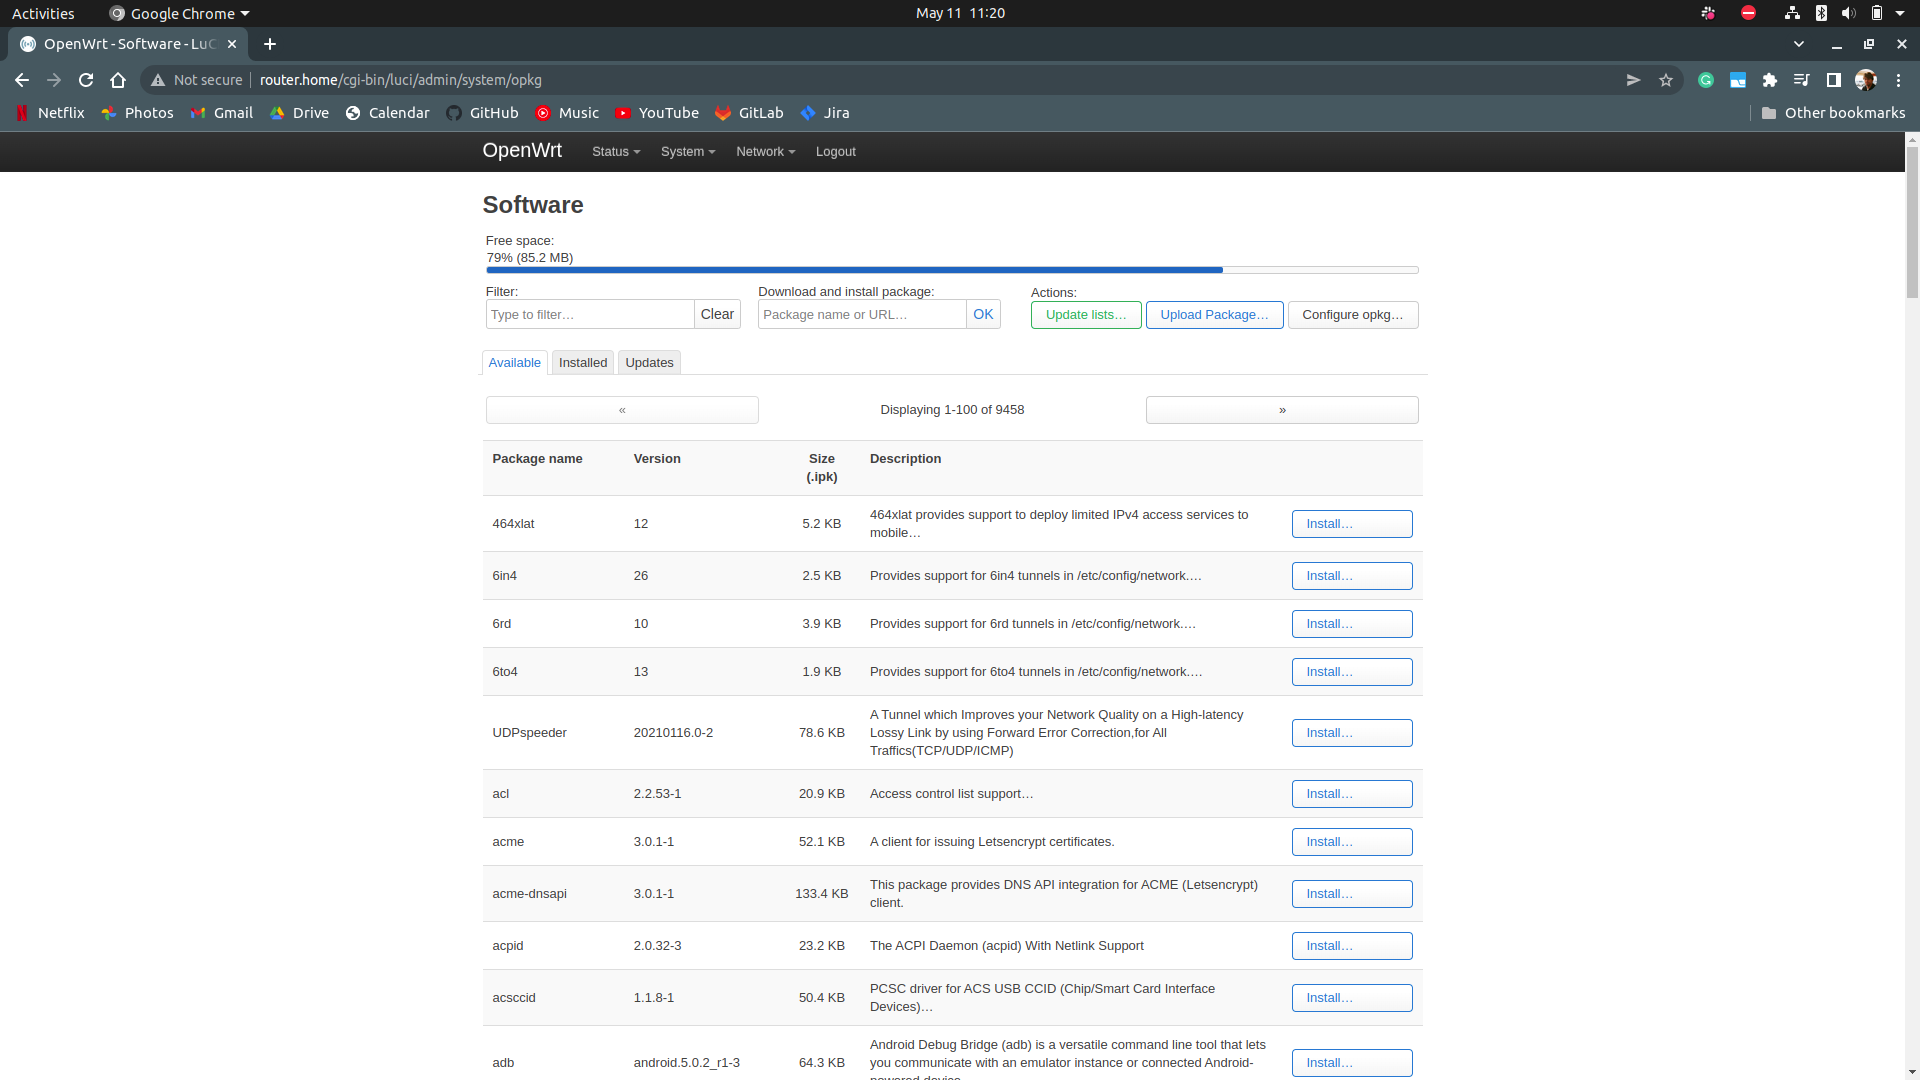 Activities Google Chrome May 11 11:20
OpenWrt - Software - LuC
Not secure router.home/cgi-bin/luci/admin/system/opkg
Netflix Photos Gmail Drive Calendar GitHub Music YouTube GitLab Jira Other bookmarks
OpenWrt Status System Network Logout
Software
Free space:
79% (85.2 MB)
Filter: Download and install package: Actions:
Type to filter… Clear Package name or URL… OK Update lists… Upload Package… Configure opkg…
Available Installed Updates
« Displaying 1-100 of 9458 »
Package name Version Size (.ipk) Description
464xlat 12 5.2 KB 464xlat provides support to deploy limited IPv4 access services to mobile… Install…
6in4 26 2.5 KB Provides support for 6in4 tunnels in /etc/config/network.… Install…
6rd 10 3.9 KB Provides support for 6rd tunnels in /etc/config/network.… Install…
6to4 13 1.9 KB Provides support for 6to4 tunnels in /etc/config/network.… Install…
UDPspeeder 20210116.0-2 78.6 KB A Tunnel which Improves your Network Quality on a High-latency Lossy Link by using Forward Error Correction,for All Traffics(TCP/UDP/ICMP) Install…
acl 2.2.53-1 20.9 KB Access control list support… Install…
acme 3.0.1-1 52.1 KB A client for issuing Letsencrypt certificates. Install…
acme-dnsapi 3.0.1-1 133.4 KB This package provides DNS API integration for ACME (Letsencrypt) client. Install…
acpid 2.0.32-3 23.2 KB The ACPI Daemon (acpid) With Netlink Support Install…
acsccid 1.1.8-1 50.4 KB PCSC driver for ACS USB CCID (Chip/Smart Card Interface Devices)… Install…
adb android.5.0.2_r1-3 64.3 KB Android Debug Bridge (adb) is a versatile command line tool that lets you communicate with an emulator instance or connected Android-powered device Install…